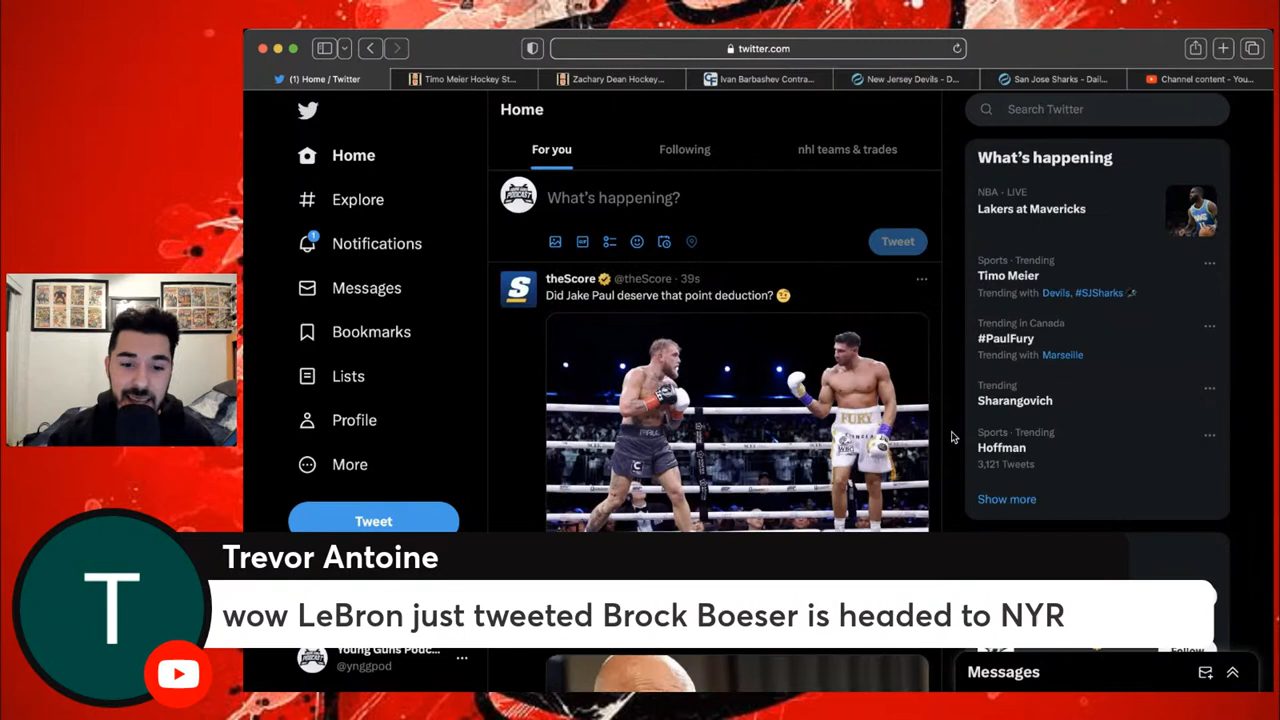 twitter.com
(1) Home / Twitter
Timo Meier Hockey St...
Zachary Dean Hockey...
Ivan Barbashev Contra...
New Jersey Devils - D...
San Jose Sharks - Dail...
Channel content - You...
Home
Explore
1
Notifications
Messages
Bookmarks
Lists
Profile
More
Tweet
Young Guns Podc...
@ynggpod
Home
For you
Following
nhl teams & trades
What's happening?
GIF
Tweet
theScore @theScore · 39s
Did Jake Paul deserve that point deduction?
PAUL
FURY
Search Twitter
What's happening
NBA · LIVE
Lakers at Mavericks
Sports · Trending
Timo Meier
Trending with Devils, #SJSharks
Trending in Canada
#PaulFury
Trending with Marseille
Trending
Sharangovich
Sports · Trending
Hoffman
3,121 Tweets
Show more
Messages
T
Trevor Antoine
wow LeBron just tweeted Brock Boeser is headed to NYR